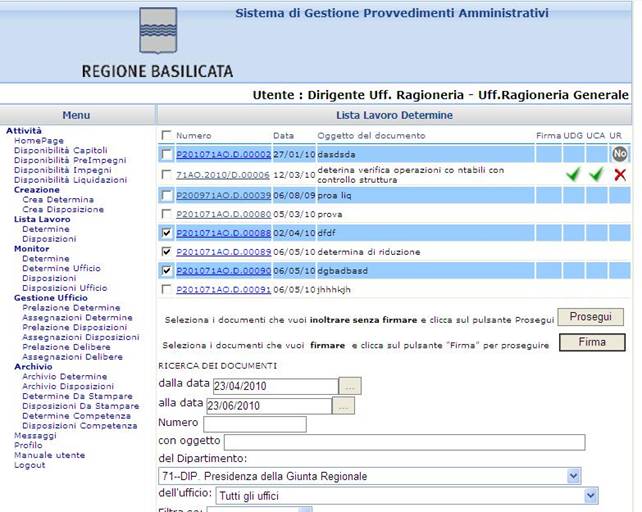 Sistema di Gestione Provvedimenti Amministrativi
REGIONE BASILICATA
Utente : Dirigente Uff. Ragioneria - Uff.Ragioneria Generale
Menu
Attività
HomePage
Disponibilità Capitoli
Disponibilità PreImpegni
Disponibilità Impegni
Disponibilità Liquidazioni
Creazione
Crea Determina
Crea Disposizione
Lista Lavoro
Determine
Disposizioni
Monitor
Determine
Determine Ufficio
Disposizioni
Disposizioni Ufficio
Gestione Ufficio
Prelazione Determine
Assegnazioni Determine
Prelazione Disposizioni
Assegnazioni Disposizioni
Prelazione Delibere
Assegnazioni Delibere
Archivio
Archivio Determine
Archivio Disposizioni
Determine Da Stampare
Disposizioni Da Stampare
Determine Competenza
Disposizioni Competenza
Messaggi
Profilo
Manuale utente
Logout
Lista Lavoro Determine
Numero Data Oggetto del documento Firma UDG UCA UR
P201071AO.D.00002 27/01/10 dasdsda No
71AO.2010/D.00006 12/03/10 deterina verifica operazioni co ntabili con
controllo struttura
P200971AO.D.00039 06/08/09 proa liq
P201071AO.D.00080 05/03/10 prova
P201071AO.D.00088 02/04/10 dfdf
P201071AO.D.00089 06/05/10 determina di riduzione
P201071AO.D.00090 06/05/10 dgbadbasd
P201071AO.D.00091 06/05/10 jhhhkjh
Seleziona i documenti che vuoi inoltrare senza firmare e clicca sul pulsante Prosegui Prosegui
Seleziona i documenti che vuoi firmare e clicca sul pulsante "Firma" per proseguire Firma
RICERCA DEI DOCUMENTI
dalla data 23/04/2010 ...
alla data 23/06/2010 ...
Numero
con oggetto
del Dipartimento:
71--DIP. Presidenza della Giunta Regionale
dell'ufficio: Tutti gli uffici